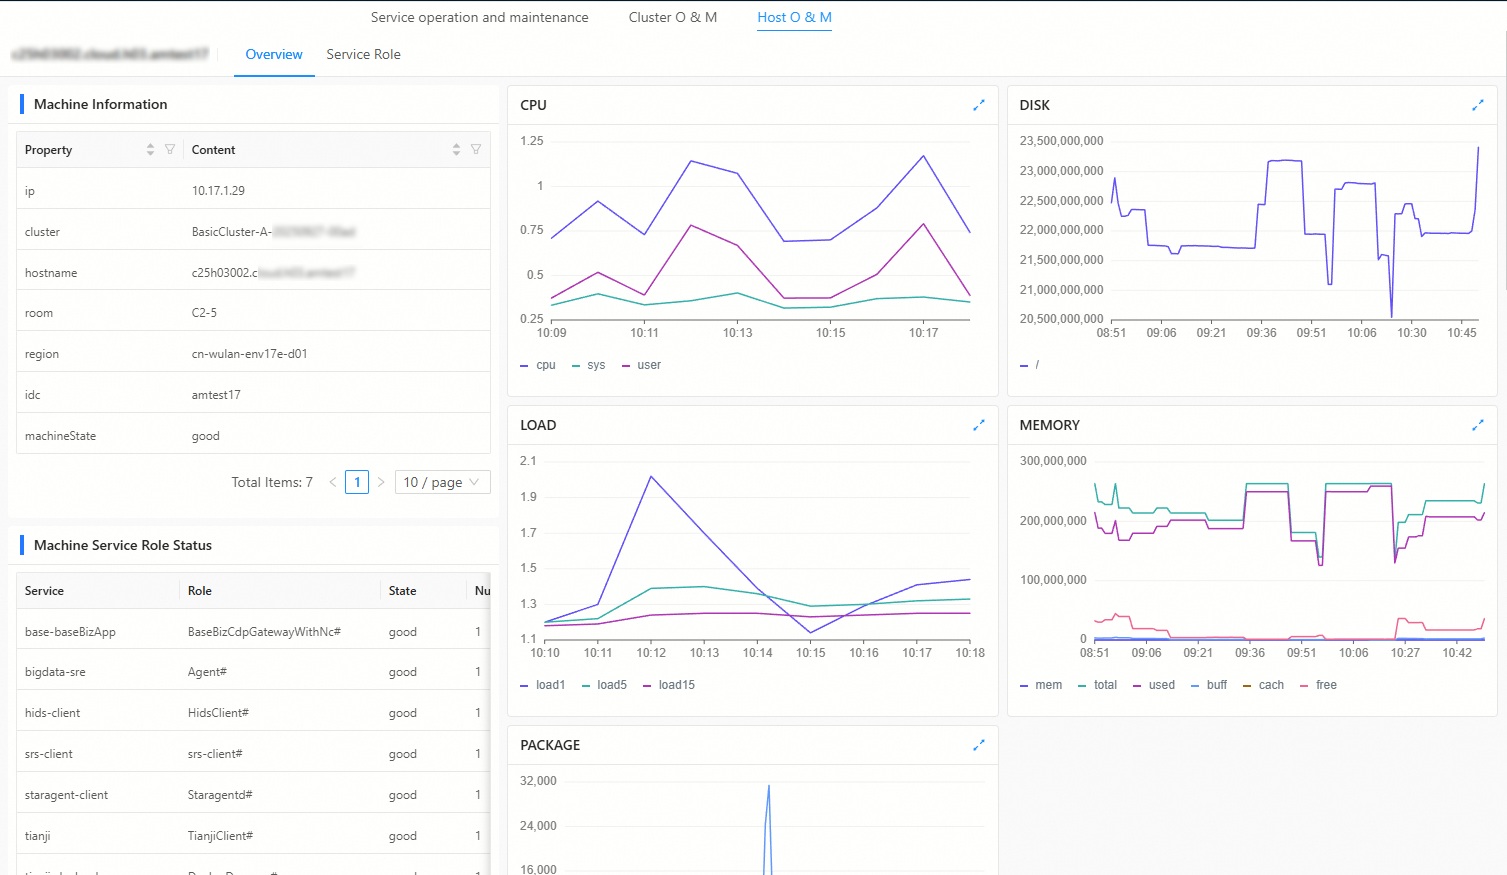 Service operation and maintenance Cluster O & M Host O & M
Overview Service Role
Machine Information
Property Content
ip 10.17.1.29
cluster BasicCluster-A-
hostname c25h03002.c
room C2-5
region cn-wulan-env17e-d01
idc amtest17
machineState good
Total Items: 7 < 1 > 10 / page
Machine Service Role Status
Service Role State Nu
base-baseBizApp BaseBizCdpGatewayWithNc# good 1
bigdata-sre Agent# good 1
hids-client HidsClient# good 1
srs-client srs-client# good 1
staragent-client Staragentd# good 1
tianji TianjiClient# good 1
CPU
1.25
1
0.75
0.5
0.25
10:09 10:11 10:13 10:15 10:17
cpu sys user
DISK
23,500,000,000
23,000,000,000
22,500,000,000
22,000,000,000
21,500,000,000
21,000,000,000
20,500,000,000
08:51 09:06 09:21 09:36 09:51 10:06 10:30 10:45
/
LOAD
2.1
1.9
1.7
1.5
1.3
1.1
10:10 10:11 10:12 10:13 10:14 10:15 10:16 10:17 10:18
load1 load5 load15
MEMORY
300,000,000
200,000,000
100,000,000
0
08:51 09:06 09:21 09:36 09:51 10:06 10:27 10:42
mem total used buff cach free
PACKAGE
32,000
24,000
16,000